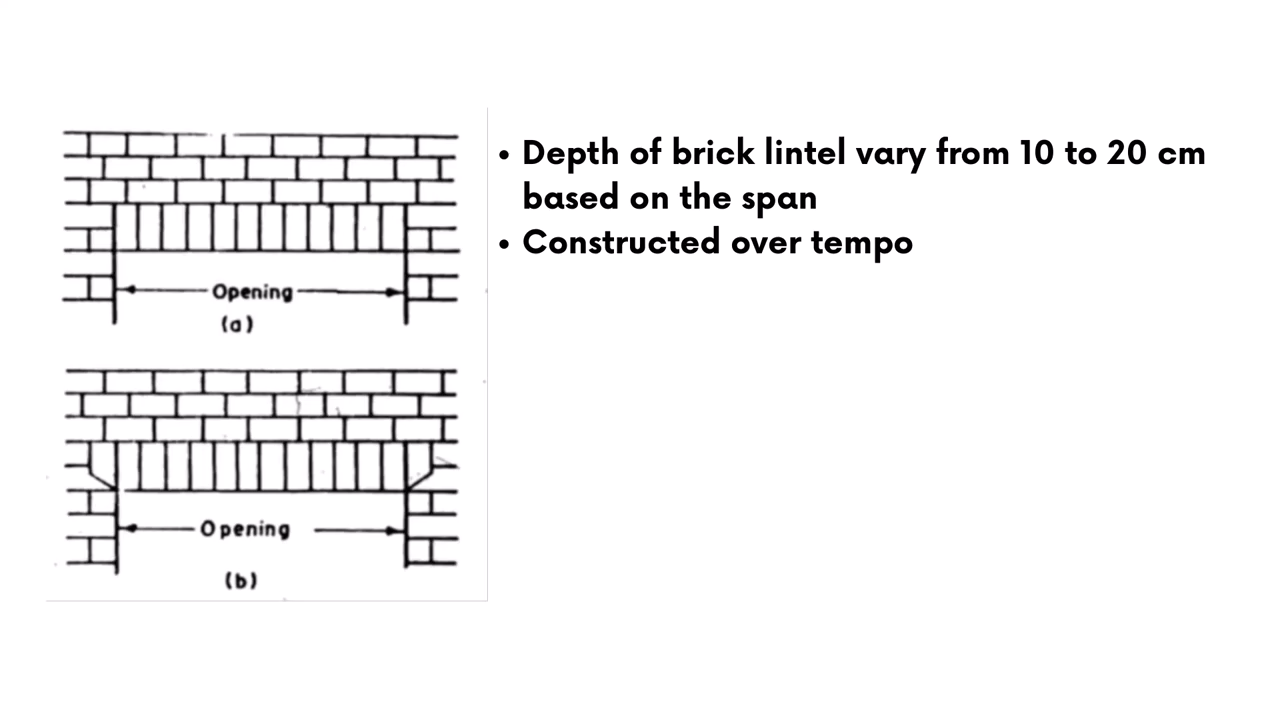 Opening
(a)
Opening
(b)
• Depth of brick lintel vary from 10 to 20 cm
based on the span
• Constructed over tempo